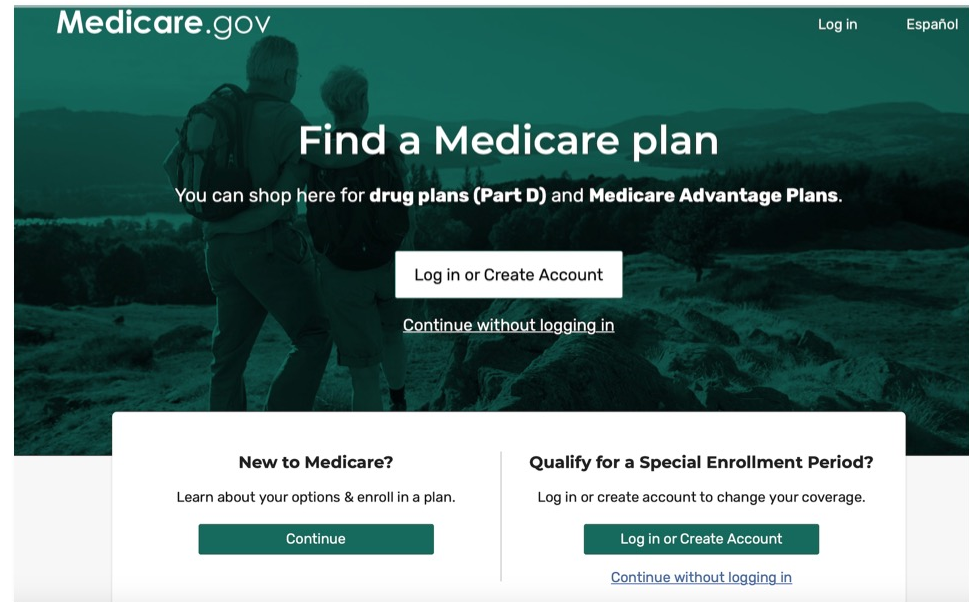 Medicare.gov
Log in
Español
Find a Medicare plan
You can shop here for drug plans (Part D) and Medicare Advantage Plans.
Log in or Create Account
Continue without logging in
New to Medicare?
Learn about your options & enroll in a plan.
Continue
Qualify for a Special Enrollment Period?
Log in or create account to change your coverage.
Log in or Create Account
Continue without logging in